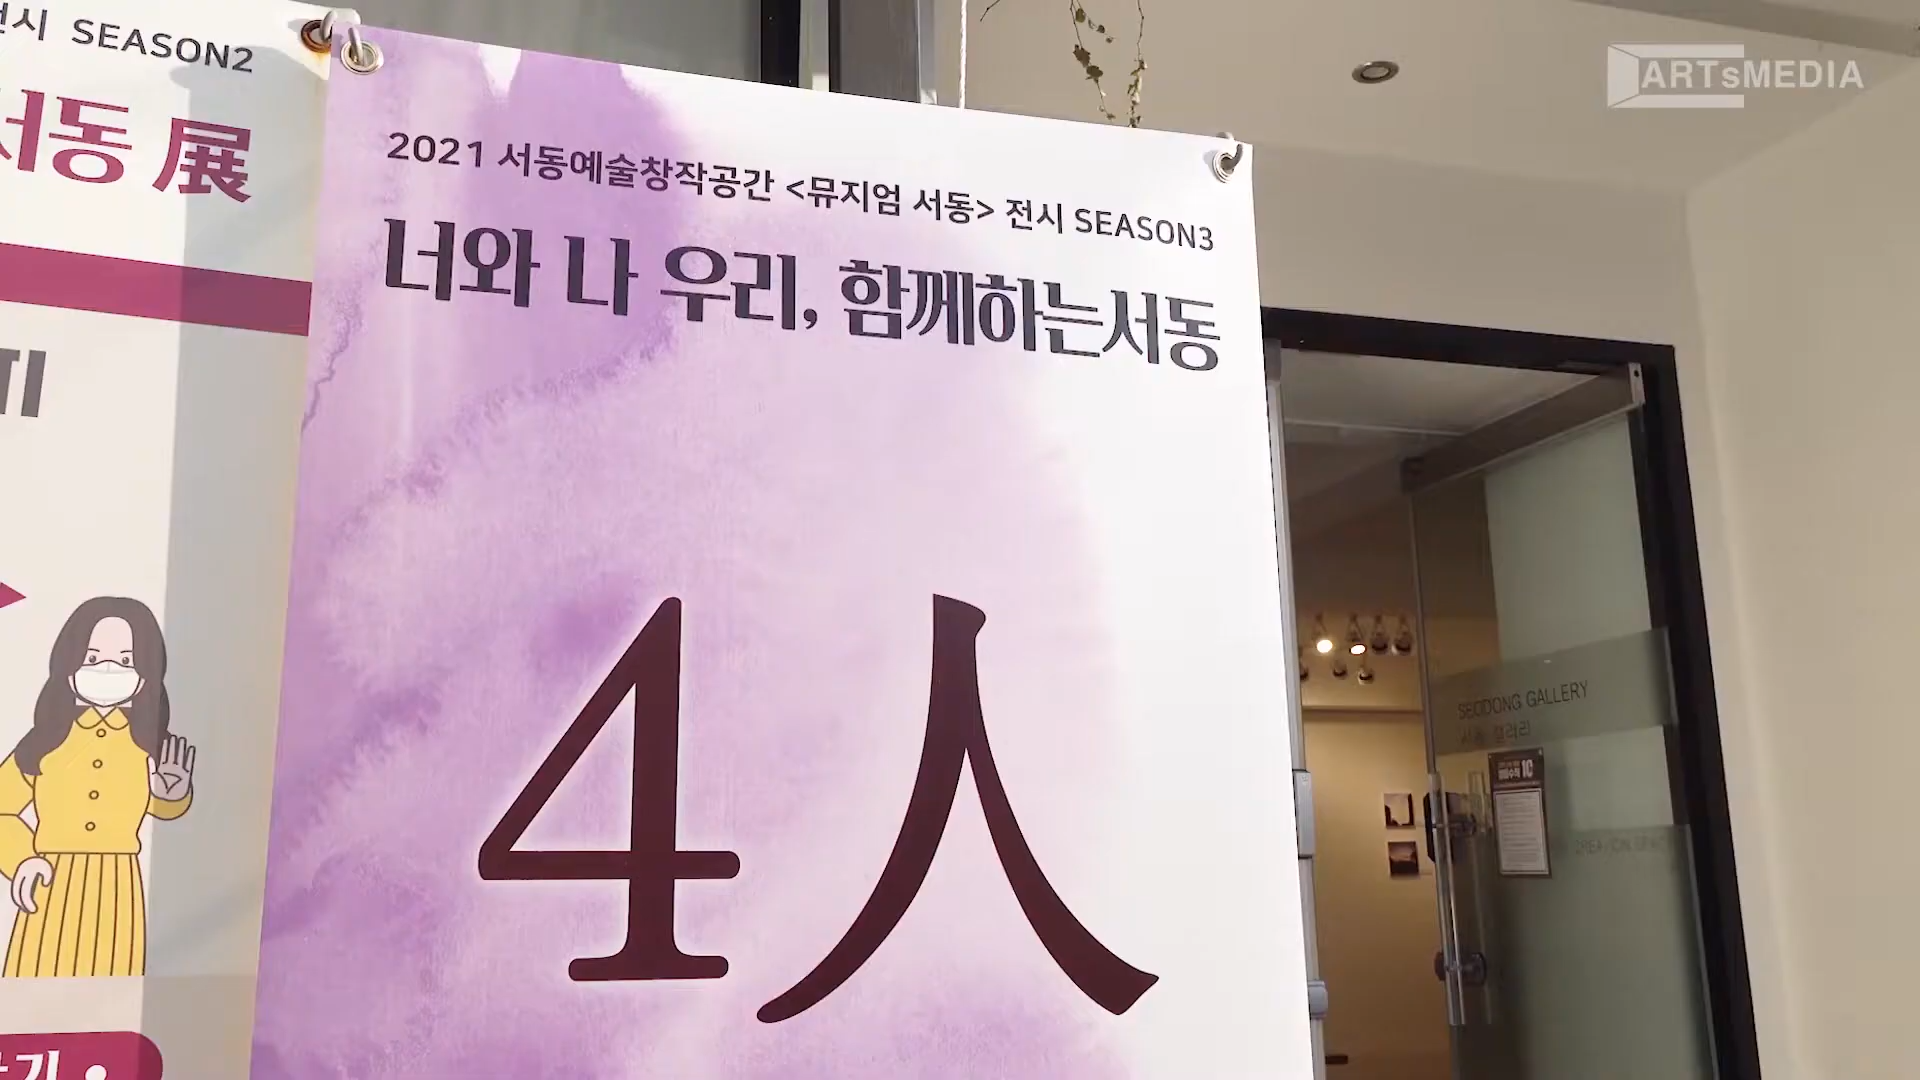 SEASON2
서동 展
2021 서동예술창작공간 <뮤지엄 서동> 전시 SEASON3
너와 나 우리, 함께하는서동
4人
ARTsMEDIA
SEODONG GALLERY
서동 갤러리